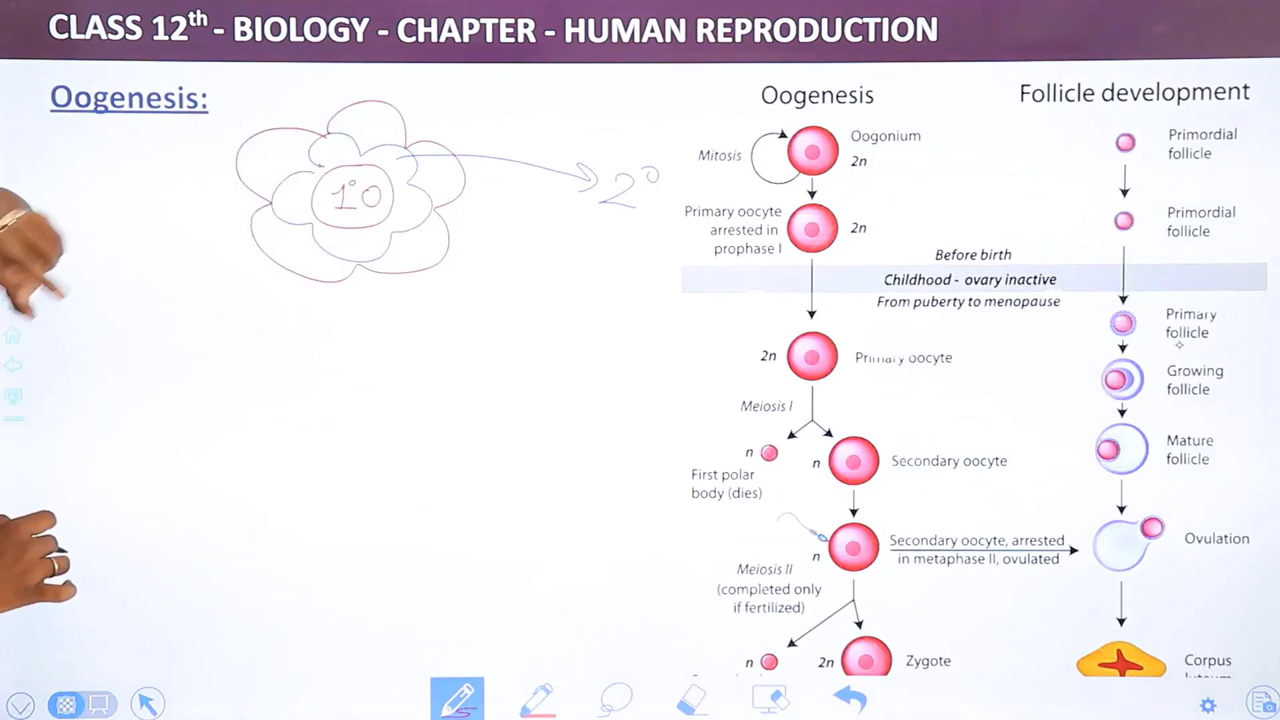 CLASS 12th - BIOLOGY - CHAPTER - HUMAN REPRODUCTION
Oogenesis:
1°O
2°
Oogenesis
Mitosis
Oogonium
2n
Primary oocyte
arrested in
prophase I
2n
Before birth
Childhood - ovary inactive
From puberty to menopause
2n
Primary oocyte
Meiosis I
n
First polar
body (dies)
n
Secondary oocyte
n
Secondary oocyte, arrested
in metaphase II, ovulated
Meiosis II
(completed only
if fertilized)
n
2n
Zygote
Follicle development
Primordial
follicle
Primordial
follicle
Primary
follicle
Growing
follicle
Mature
follicle
Ovulation
Corpus